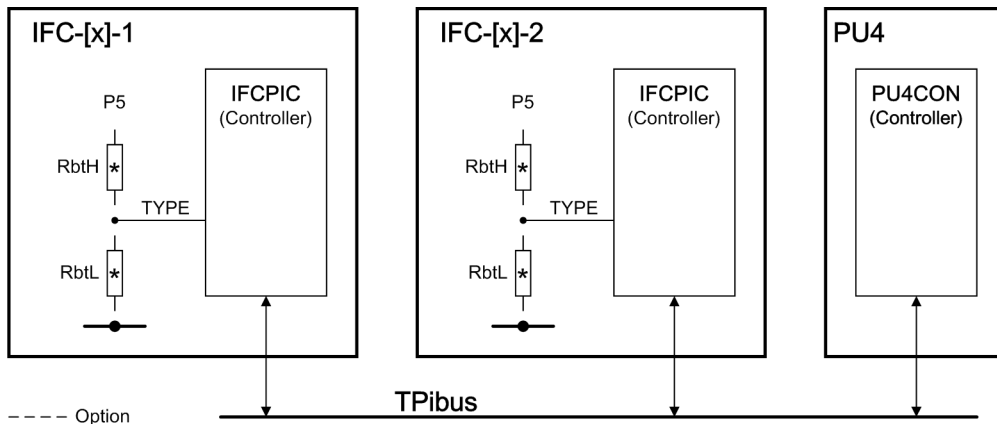 IFC-[x]-1
IFCPIC
(Controller)
P5
RbtH
*
TYPE
RbtL
*
IFC-[x]-2
IFCPIC
(Controller)
P5
RbtH
*
TYPE
RbtL
*
PU4
PU4CON
(Controller)
TPibus
Option